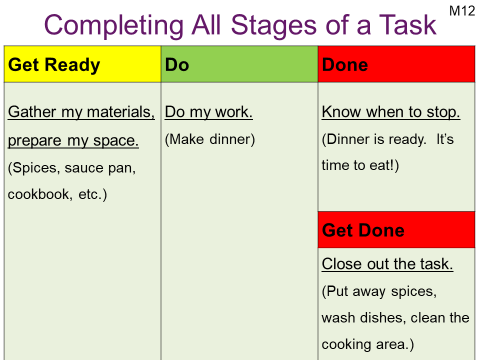 M12
Completing All Stages of a Task
Get Ready
Do
Done
Gather my materials,
prepare my space.
(Spices, sauce pan,
cookbook, etc.)
Do my work.
(Make dinner)
Know when to stop.
(Dinner is ready.  It's
time to eat!)
Get Done
Close out the task.
(Put away spices,
wash dishes, clean the
cooking area.)